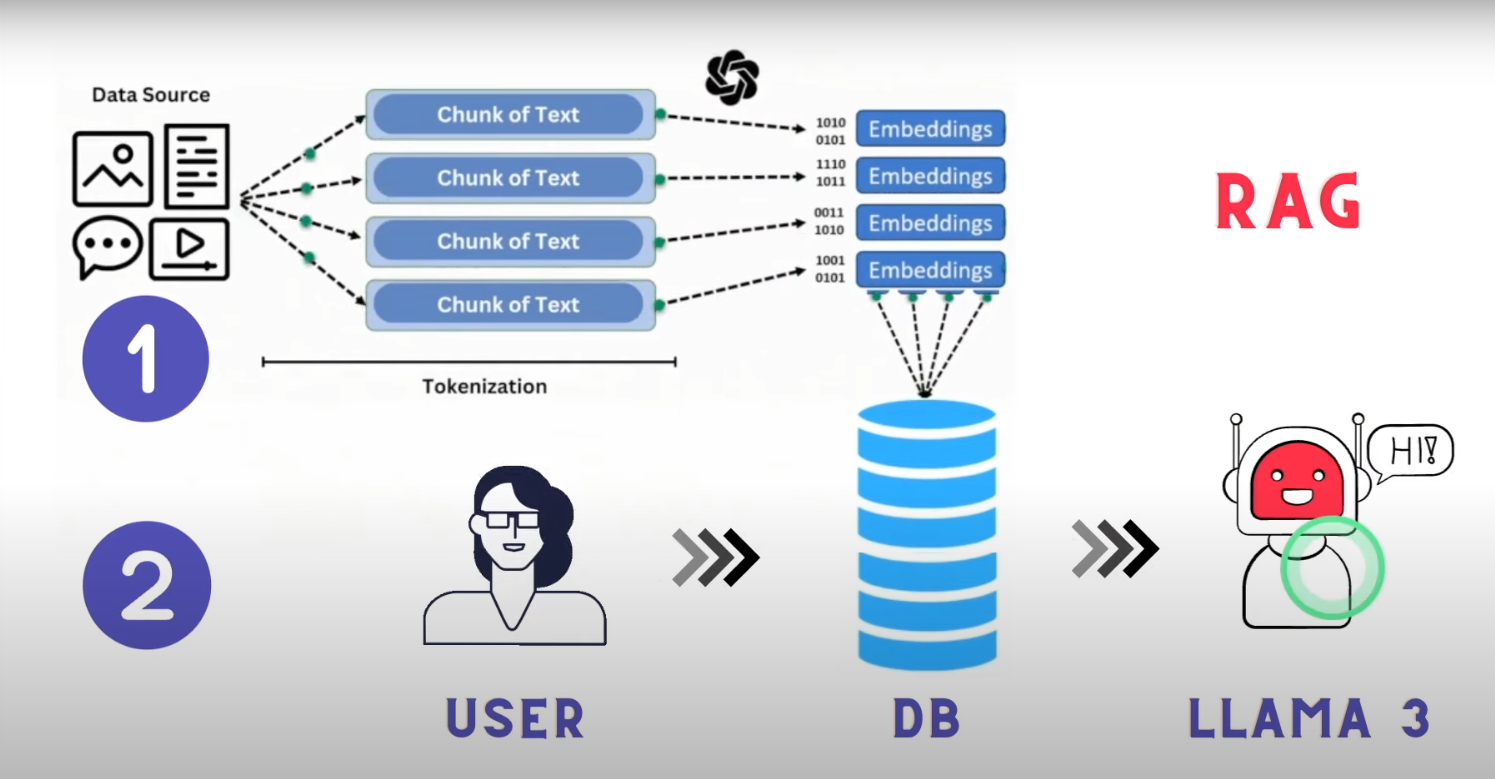 Data Source
Chunk of Text
Chunk of Text
Chunk of Text
Chunk of Text
Tokenization
1010
0101
Embeddings
1110
1011
Embeddings
0011
1010
Embeddings
1001
0101
Embeddings
RAG
1
2
HI!
USER
DB
LLAMA 3